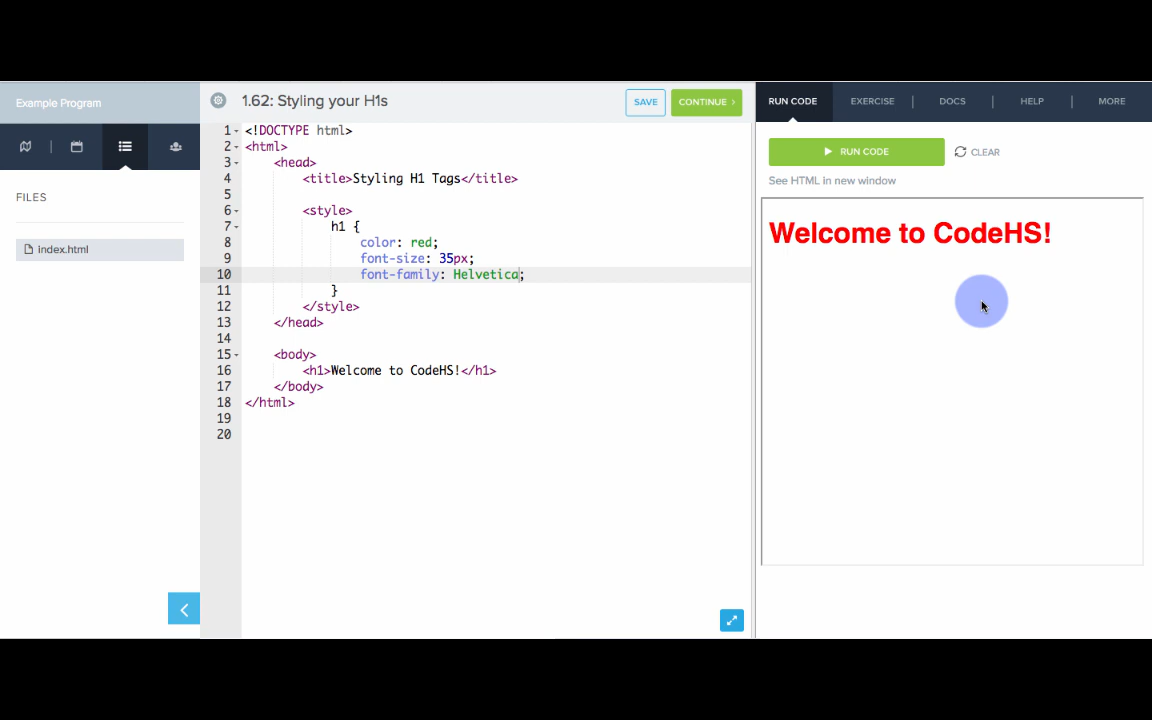 Example Program
FILES
index.html
1.62: Styling your H1s
SAVE
CONTINUE ›
1 <!DOCTYPE html>
2 <html>
3 <head>
4 <title>Styling H1 Tags</title>
5
6 <style>
7 h1 {
8 color: red;
9 font-size: 35px;
10 font-family: Helvetica;
11 }
12 </style>
13 </head>
14
15 <body>
16 <h1>Welcome to CodeHS!</h1>
17 </body>
18 </html>
19
20
RUN CODE
EXERCISE
DOCS
HELP
MORE
RUN CODE
CLEAR
See HTML in new window
Welcome to CodeHS!